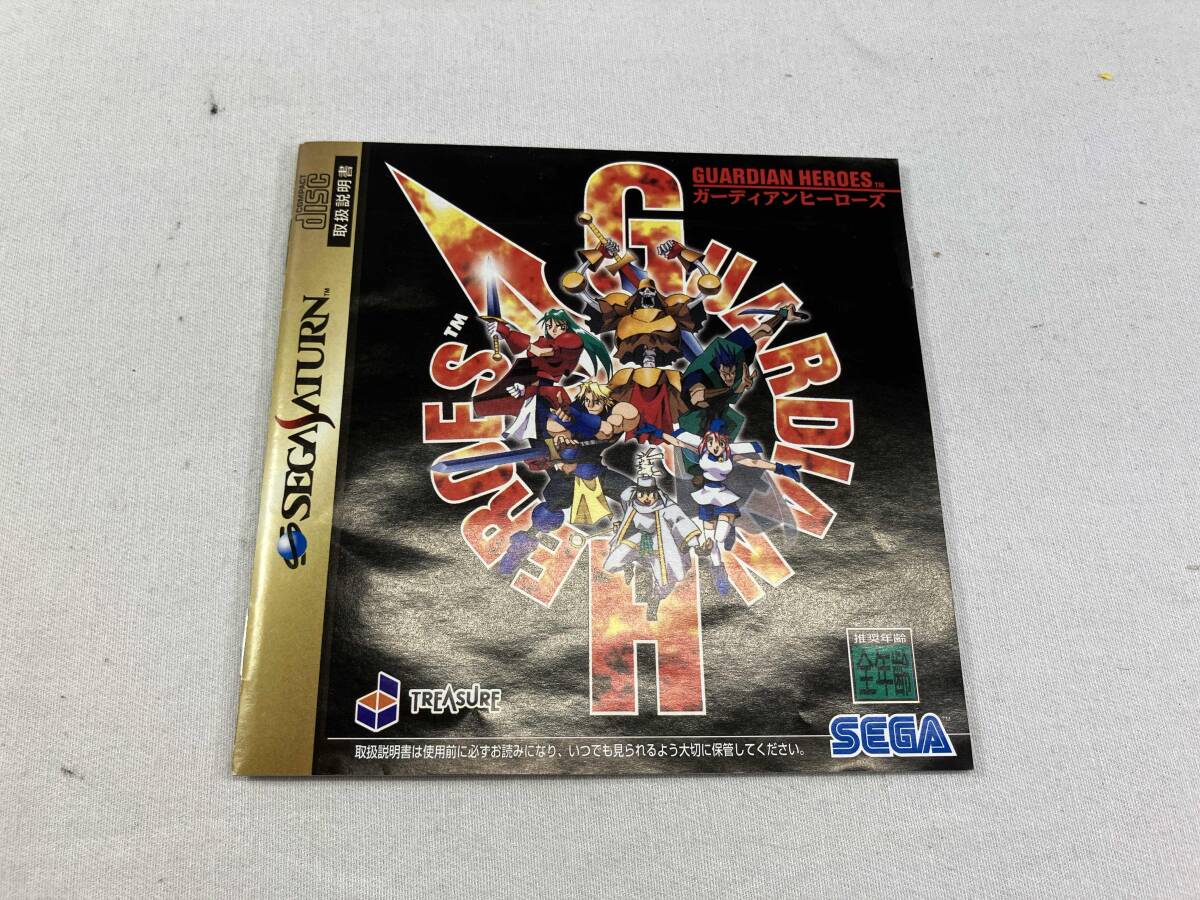 COMPACT
disc
取扱説明書
SEGA SATURN™
GUARDIAN HEROES™
ガーディアンヒーローズ
GUARDIAN
HEROES™
TREASURE
推奨年齢
全年齢
SEGA
取扱説明書は使用前に必ずお読みになり、いつでも見られるよう大切に保管してください。